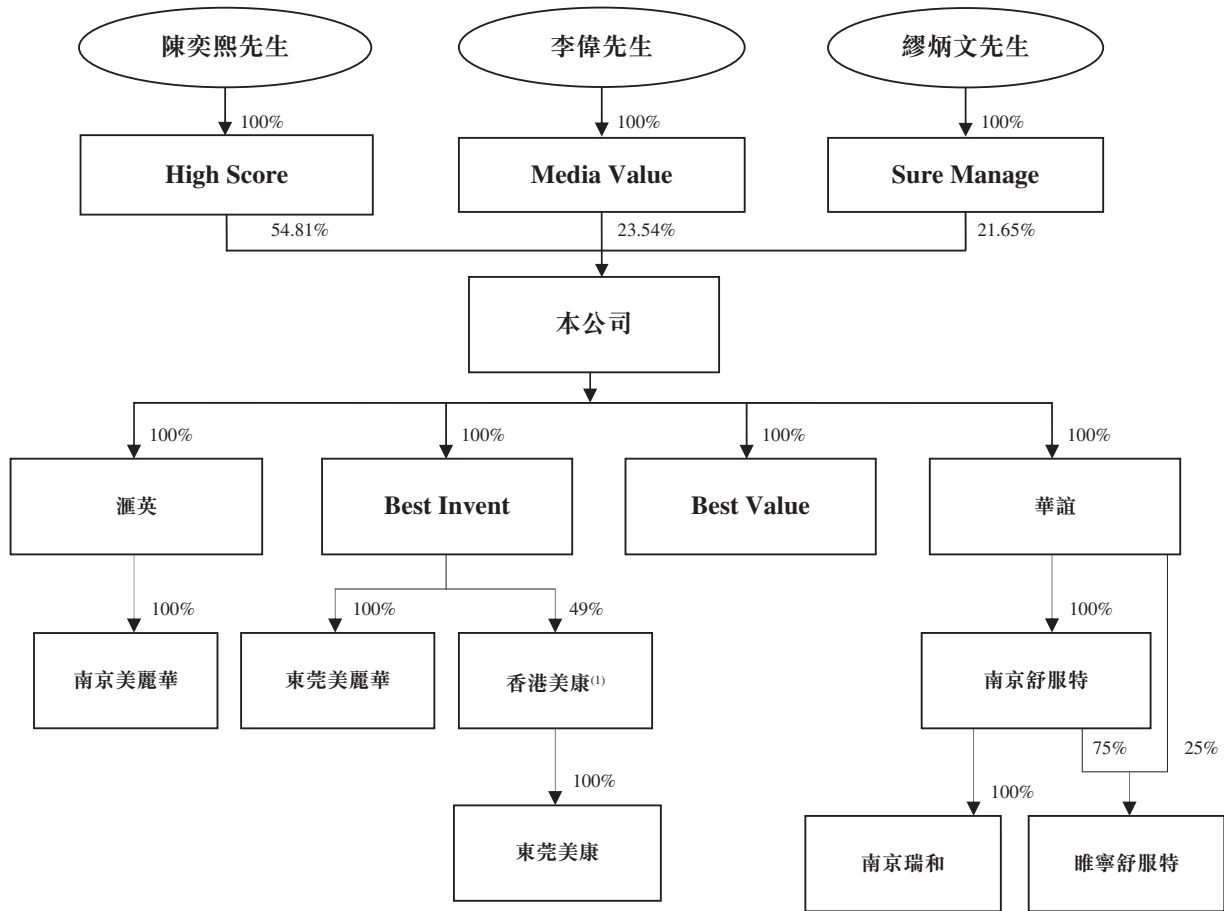 陳奕熙先生
李偉先生
繆炳文先生
100%
100%
100%
High Score
Media Value
Sure Manage
54.81%
23.54%
21.65%
本公司
100%
100%
100%
100%
滙英
Best Invent
Best Value
華誼
100%
100%
49%
100%
南京美麗華
東莞美麗華
香港美康(1)
南京舒服特
75%
25%
100%
100%
東莞美康
南京瑞和
睢寧舒服特